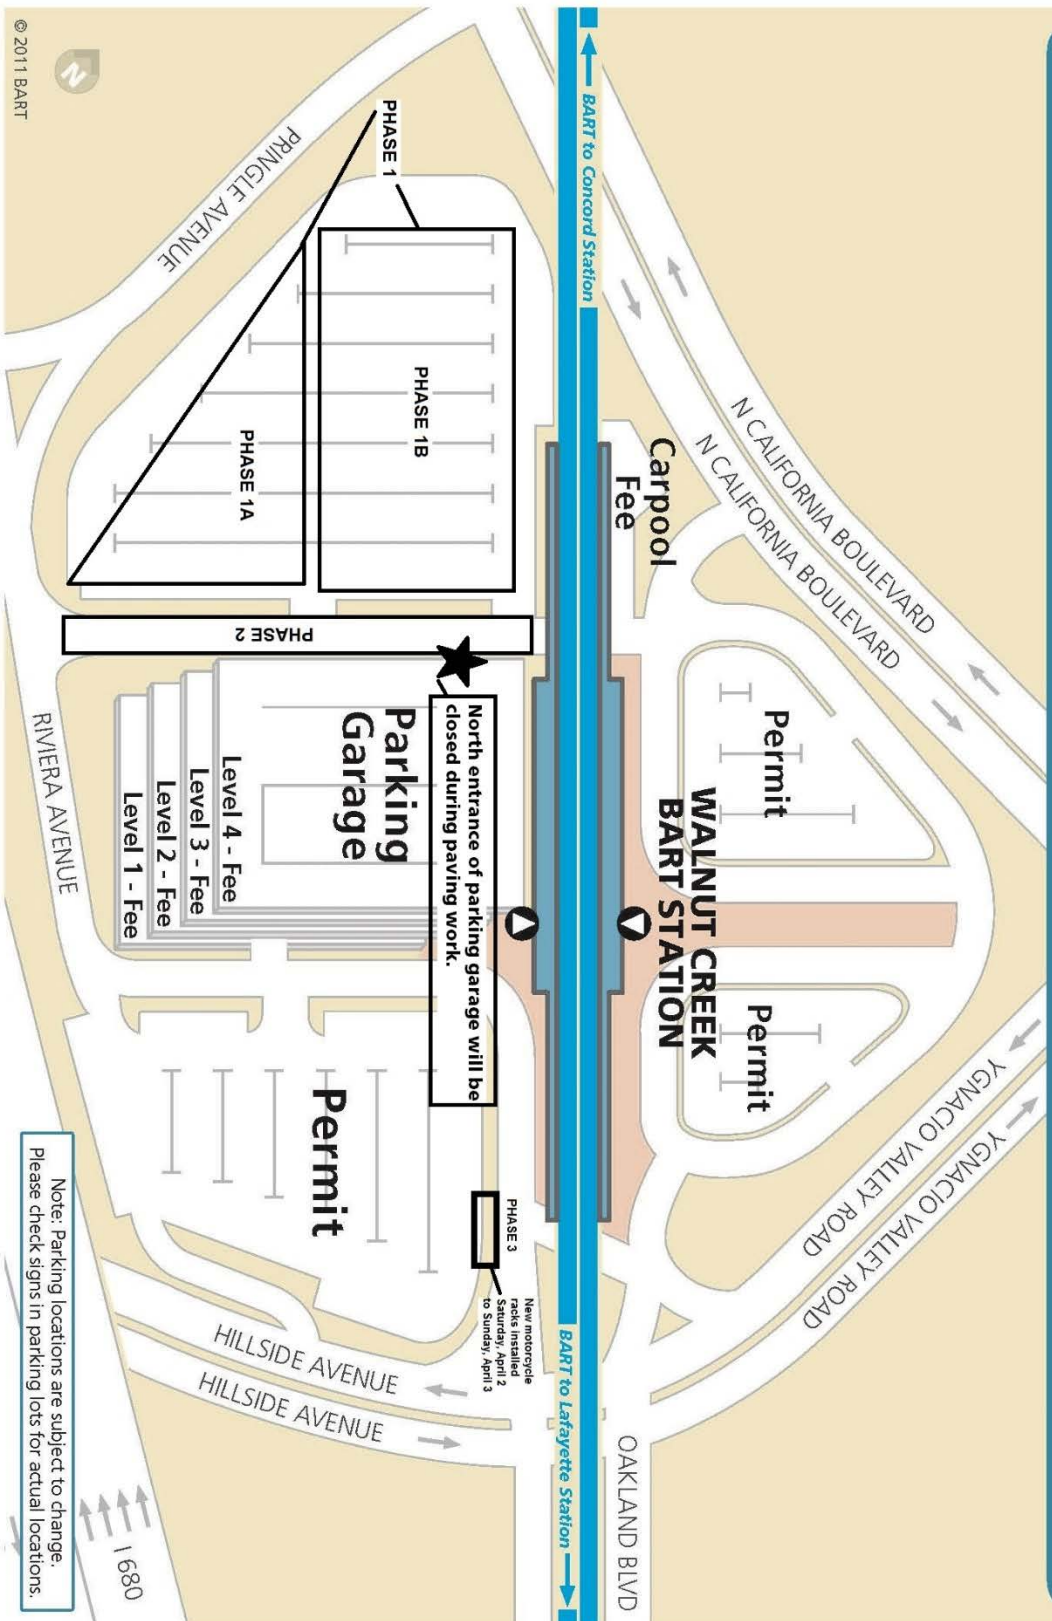 BART to Concord Station
N CALIFORNIA BOULEVARD
N CALIFORNIA BOULEVARD
YGNACIO VALLEY ROAD
YGNACIO VALLEY ROAD
OAKLAND BLVD
BART to Lafayette Station
Carpool
Fee
Permit
WALNUT CREEK
BART STATION
Permit
PHASE 1
PHASE 1B
PHASE 1A
PHASE 2
North entrance of parking garage will be
closed during paving work.
Parking
Garage
Level 4 - Fee
Level 3 - Fee
Level 2 - Fee
Level 1 - Fee
Permit
PHASE 3
New motorcycle
racks installed
Saturday, April 2
to Sunday, April 3
PRINGLE AVENUE
RIVIERA AVENUE
HILLSIDE AVENUE
HILLSIDE AVENUE
I 680
N
© 2011 BART
Note: Parking locations are subject to change.
Please check signs in parking lots for actual locations.